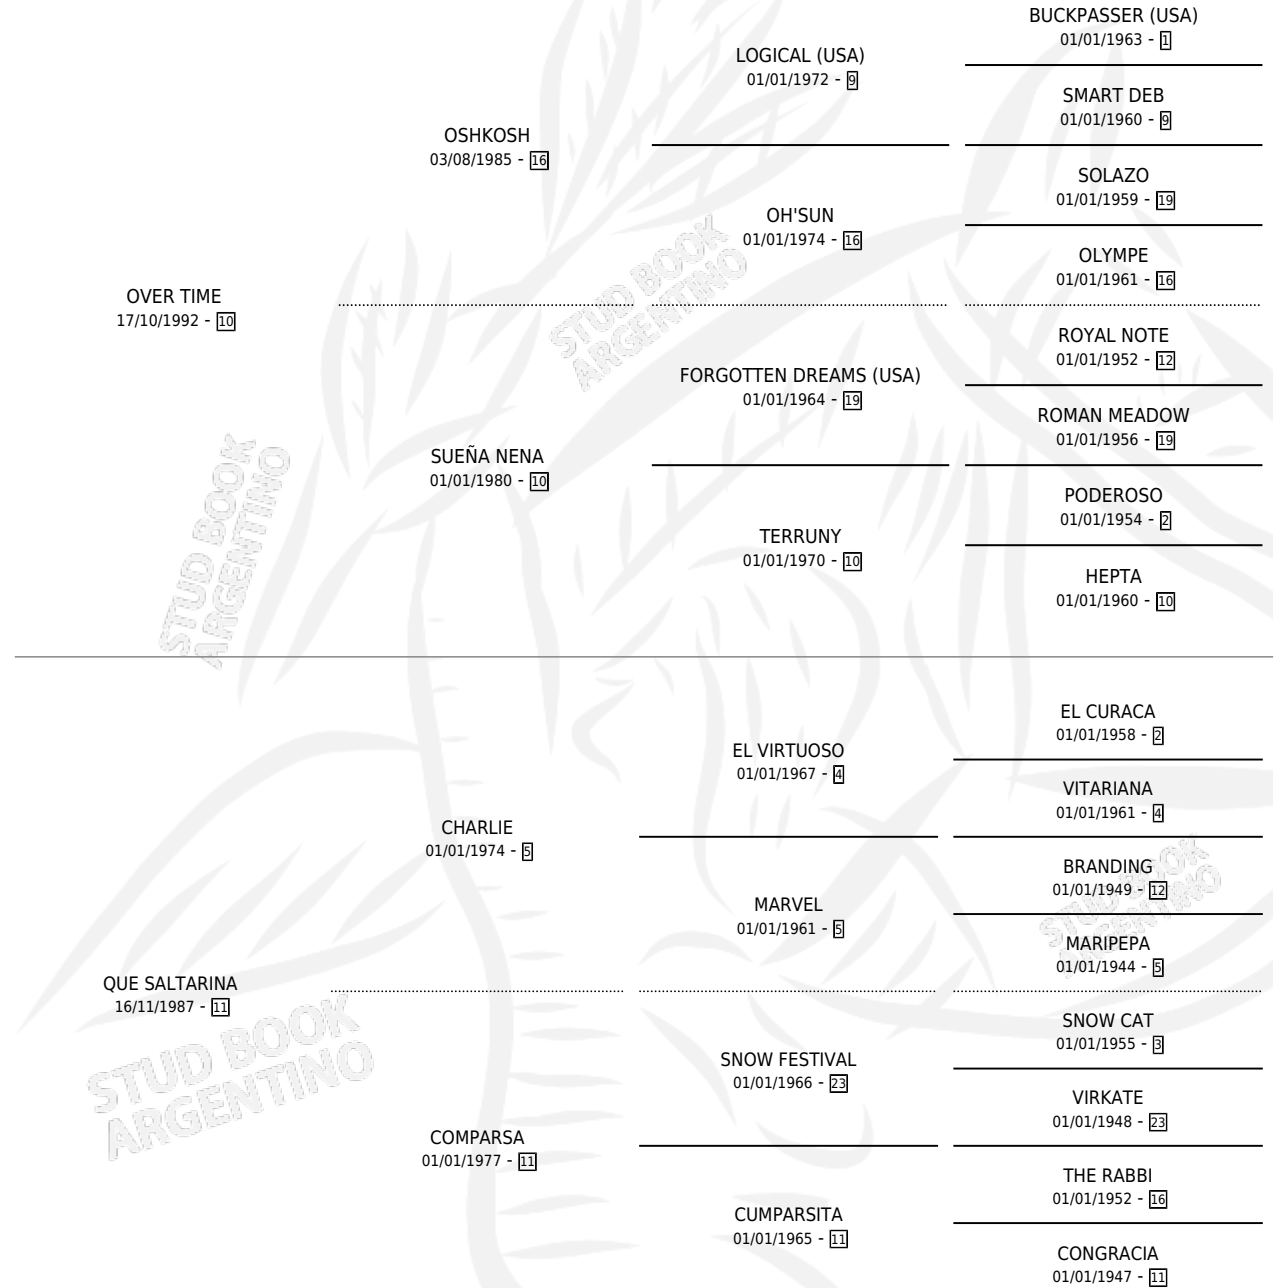 BUCKPASSER (USA)
01/01/1963 - 1
LOGICAL (USA)
01/01/1972 - 9
SMART DEB
01/01/1960 - 9
OSHKOSH
03/08/1985 - 16
SOLAZO
01/01/1959 - 19
OH'SUN
01/01/1974 - 16
OLYMPE
01/01/1961 - 16
OVER TIME
17/10/1992 - 10
ROYAL NOTE
01/01/1952 - 12
FORGOTTEN DREAMS (USA)
01/01/1964 - 19
ROMAN MEADOW
01/01/1956 - 19
SUEÑA NENA
01/01/1980 - 10
PODEROSO
01/01/1954 - 2
TERRUNY
01/01/1970 - 10
HEPTA
01/01/1960 - 10
EL CURACA
01/01/1958 - 2
EL VIRTUOSO
01/01/1967 - 4
VITARIANA
01/01/1961 - 4
CHARLIE
01/01/1974 - 5
BRANDING
01/01/1949 - 12
MARVEL
01/01/1961 - 5
MARIPEPA
01/01/1944 - 5
QUE SALTARINA
16/11/1987 - 11
SNOW CAT
01/01/1955 - 3
SNOW FESTIVAL
01/01/1966 - 23
VIRKATE
01/01/1948 - 23
COMPARSA
01/01/1977 - 11
THE RABBI
01/01/1952 - 16
CUMPARSITA
01/01/1965 - 11
CONGRACIA
01/01/1947 - 11
STUD BOOK
ARGENTINO
STUD BOOK
ARGENTINO
STUD BOOK
ARGENTINO
STUD BOOK
ARGENTINO